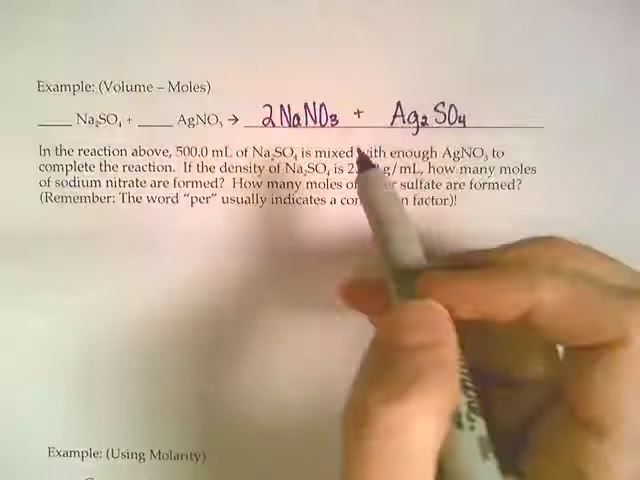 Example: (Volume – Moles)
____ Na₂SO₄ + ____ AgNO₃ → 2NaNO₃ + Ag₂SO₄
In the reaction above, 500.0 mL of Na₂SO₄ is mixed with enough AgNO₃ to
complete the reaction. If the density of Na₂SO₄ is g/mL, how many moles
of sodium nitrate are formed? How many moles of sulfate are formed?
(Remember: The word "per" usually indicates a factor)!
Example: (Using Molarity)